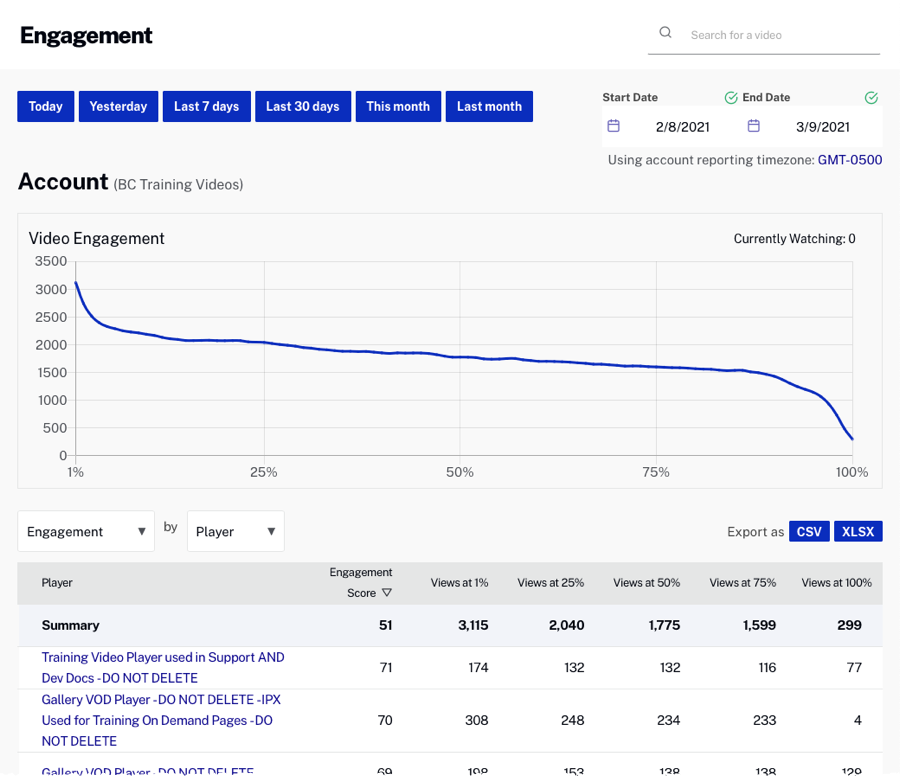 Engagement
Search for a video
Today Yesterday Last 7 days Last 30 days This month Last month
Start Date End Date
2/8/2021 3/9/2021
Using account reporting timezone: GMT-0500
Account (BC Training Videos)
Video Engagement Currently Watching: 0
3500
3000
2500
2000
1500
1000
500
0
1% 25% 50% 75% 100%
Engagement ▼ by Player ▼ Export as CSV XLSX
Player Engagement Score ▽ Views at 1% Views at 25% Views at 50% Views at 75% Views at 100%
Summary 51 3,115 2,040 1,775 1,599 299
Training Video Player used in Support AND
Dev Docs - DO NOT DELETE 71 174 132 132 116 77
Gallery VOD Player - DO NOT DELETE -IPX
Used for Training On Demand Pages - DO
NOT DELETE 70 308 248 234 233 4
Gallery VOD Player - DO NOT DELETE 69 198 153 138 138 129